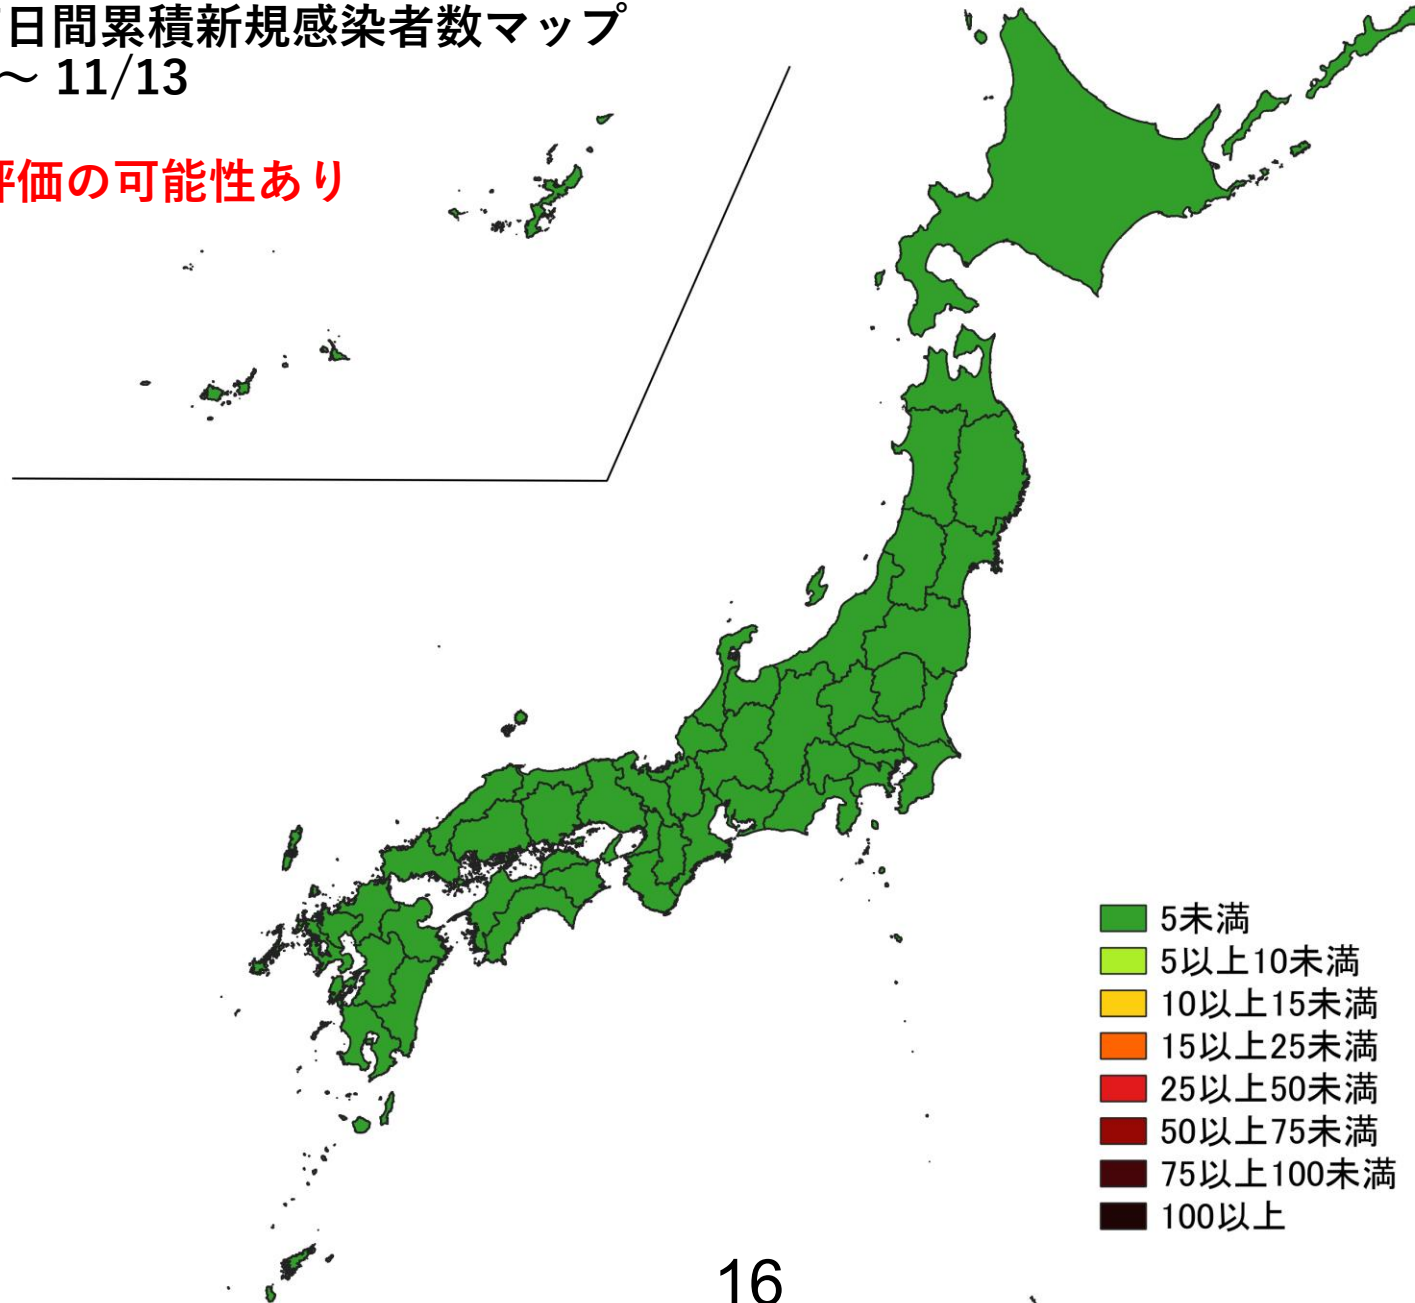 日間累積新規感染者数マップ
～ 11/13
評価の可能性あり
5未満
5以上10未満
10以上15未満
15以上25未満
25以上50未満
50以上75未満
75以上100未満
100以上
16